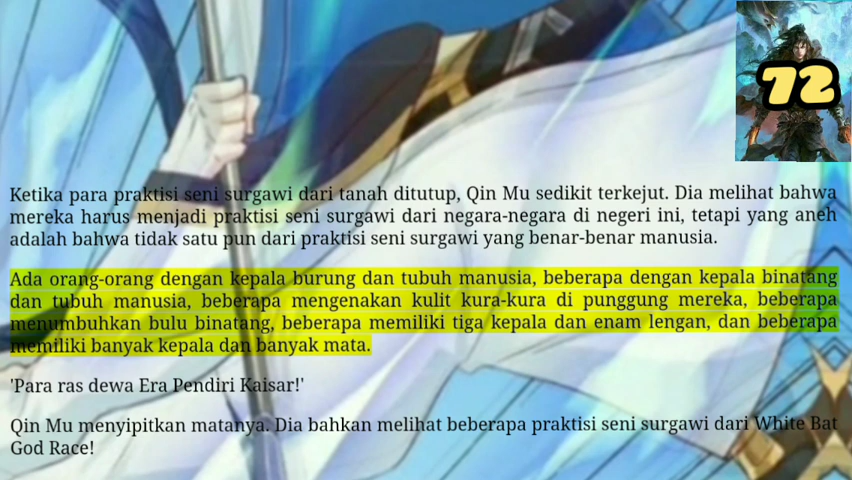 72
Ketika para praktisi seni surgawi dari tanah ditutup, Qin Mu sedikit terkejut. Dia melihat bahwa
mereka harus menjadi praktisi seni surgawi dari negara-negara di negeri ini, tetapi yang aneh
adalah bahwa tidak satu pun dari praktisi seni surgawi yang benar-benar manusia.
Ada orang-orang dengan kepala burung dan tubuh manusia, beberapa dengan kepala binatang
dan tubuh manusia, beberapa mengenakan kulit kura-kura di punggung mereka, beberapa
menumbuhkan bulu binatang, beberapa memiliki tiga kepala dan enam lengan, dan beberapa
memiliki banyak kepala dan banyak mata.
'Para ras dewa Era Pendiri Kaisar!'
Qin Mu menyipitkan matanya. Dia bahkan melihat beberapa praktisi seni surgawi dari White Bat
God Race!